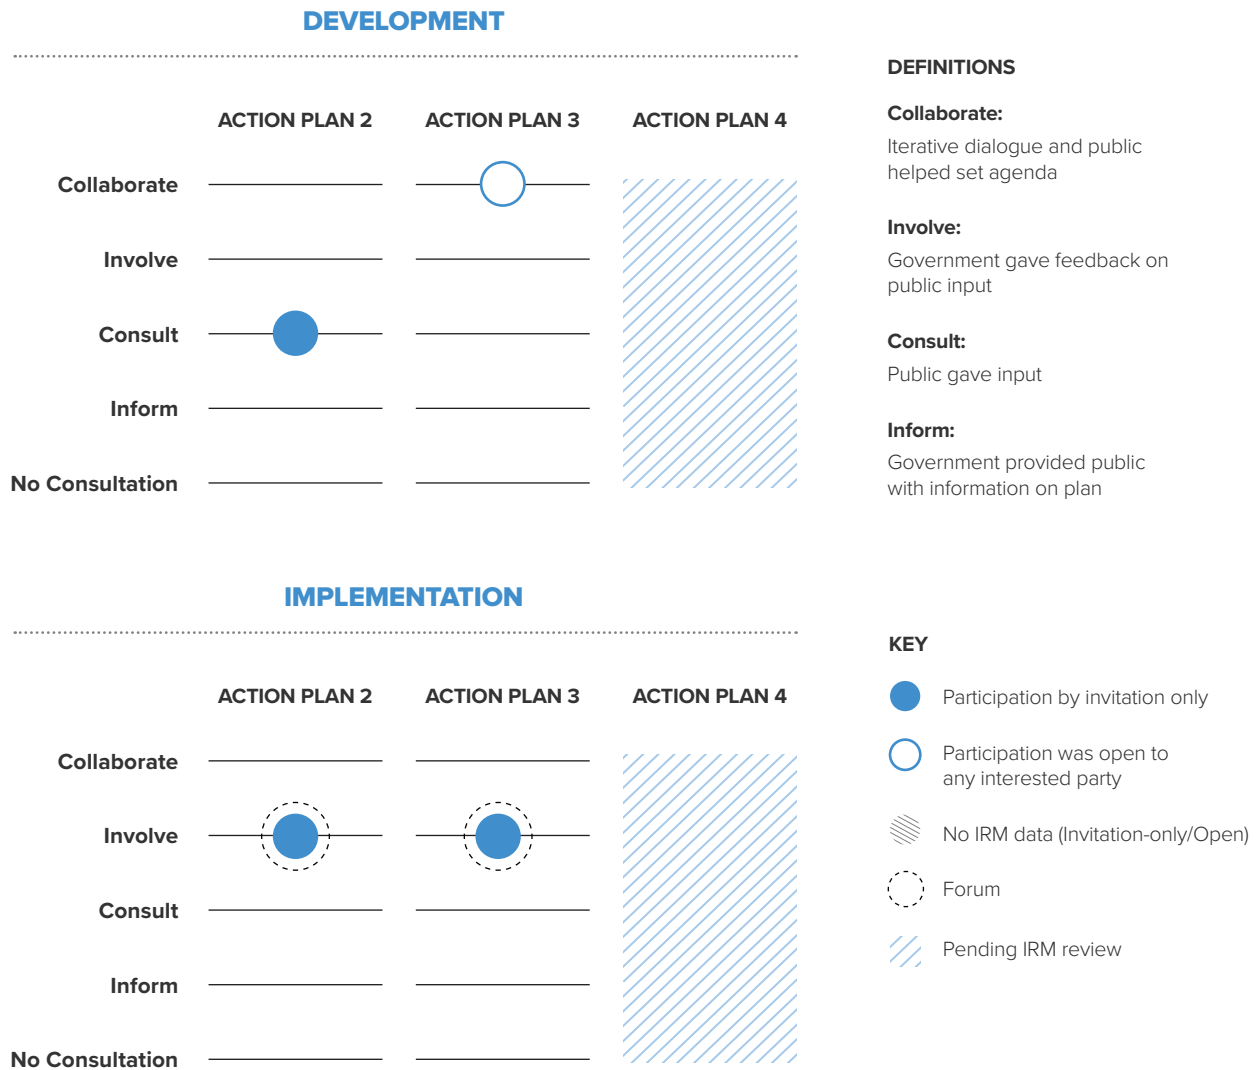 DEVELOPMENT
ACTION PLAN 2
ACTION PLAN 3
ACTION PLAN 4
Collaborate
Involve
Consult
Inform
No Consultation
DEFINITIONS
Collaborate:
Iterative dialogue and public
helped set agenda
Involve:
Government gave feedback on
public input
Consult:
Public gave input
Inform:
Government provided public
with information on plan
IMPLEMENTATION
ACTION PLAN 2
ACTION PLAN 3
ACTION PLAN 4
Collaborate
Involve
Consult
Inform
No Consultation
KEY
Participation by invitation only
Participation was open to
any interested party
No IRM data (Invitation-only/Open)
Forum
Pending IRM review